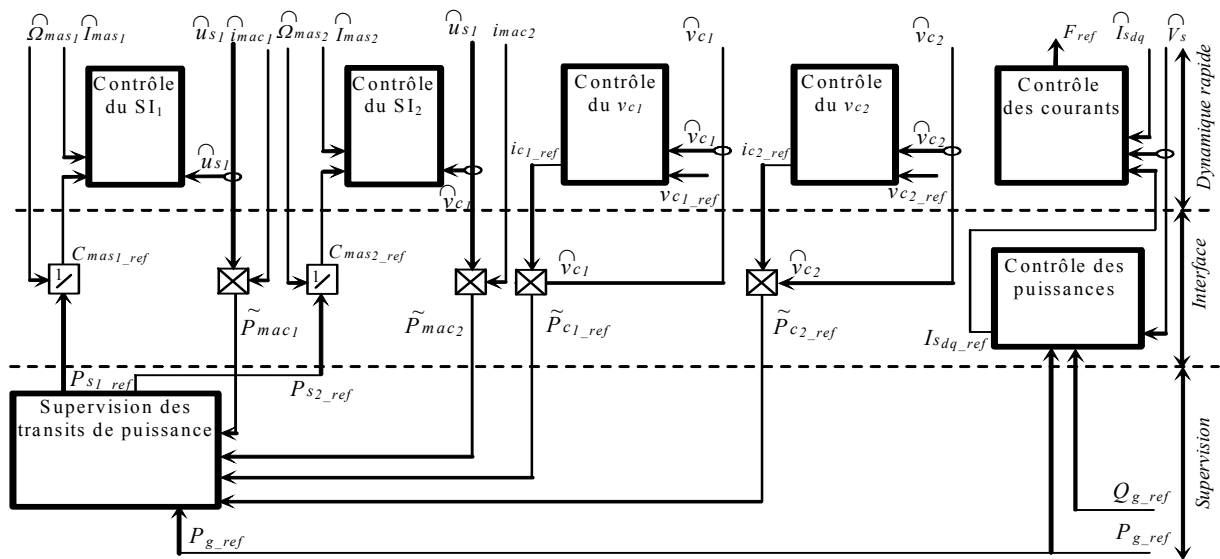 Ω̂mas1 Îmas1 ûs1 îmac1 Ω̂mas2 Îmas2 ûs1 imac2 v̂c1 v̂c2 Fref Îsdq V̂s
Contrôle
du SI1
Contrôle
du SI2
Contrôle
du vc1
Contrôle
du vc2
Contrôle
des courants
Dynamique rapide
ûs1
v̂c1
ic1_ref
v̂c1
vc1_ref
ic2_ref
v̂c2
vc2_ref
Cmas1_ref
1
Cmas2_ref
1
v̂c1
v̂c2
Contrôle des
puissances
Interface
P̃mac1
P̃mac2
P̃c1_ref
P̃c2_ref
Isdq_ref
Ps1_ref
Ps2_ref
Supervision des
transits de puissance
Supervision
Qg_ref
Pg_ref
Pg_ref